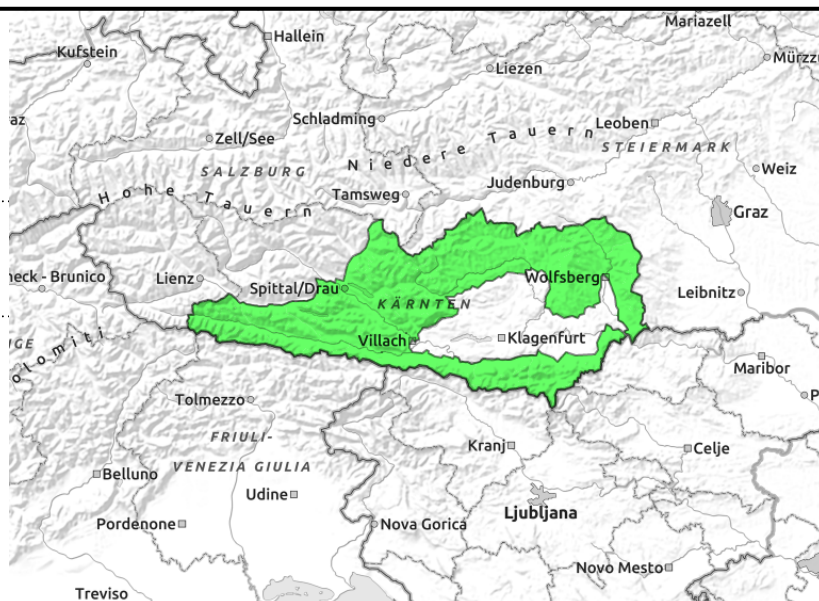 Mariazell
Hallein
Kufstein
Mürzzu
Liezen
Schladming
Leoben
Niedere Tauern
STEIERMARK
Zell/See
SALZBURG
Weiz
Tamsweg
Judenburg
Hohe Tauern
Graz
Lienz
neck - Brunico
Spittal/Drau
Wolfsberg
KÄRNTEN
Leibnitz
Villach
Klagenfurt
olomiti
Maribor
Tolmezzo
FRIULI-
VENEZIA GIULIA
Kranj
Celje
Belluno
Udine
Pordenone
Ljubljana
Nova Gorica
Novo Mesto
Treviso